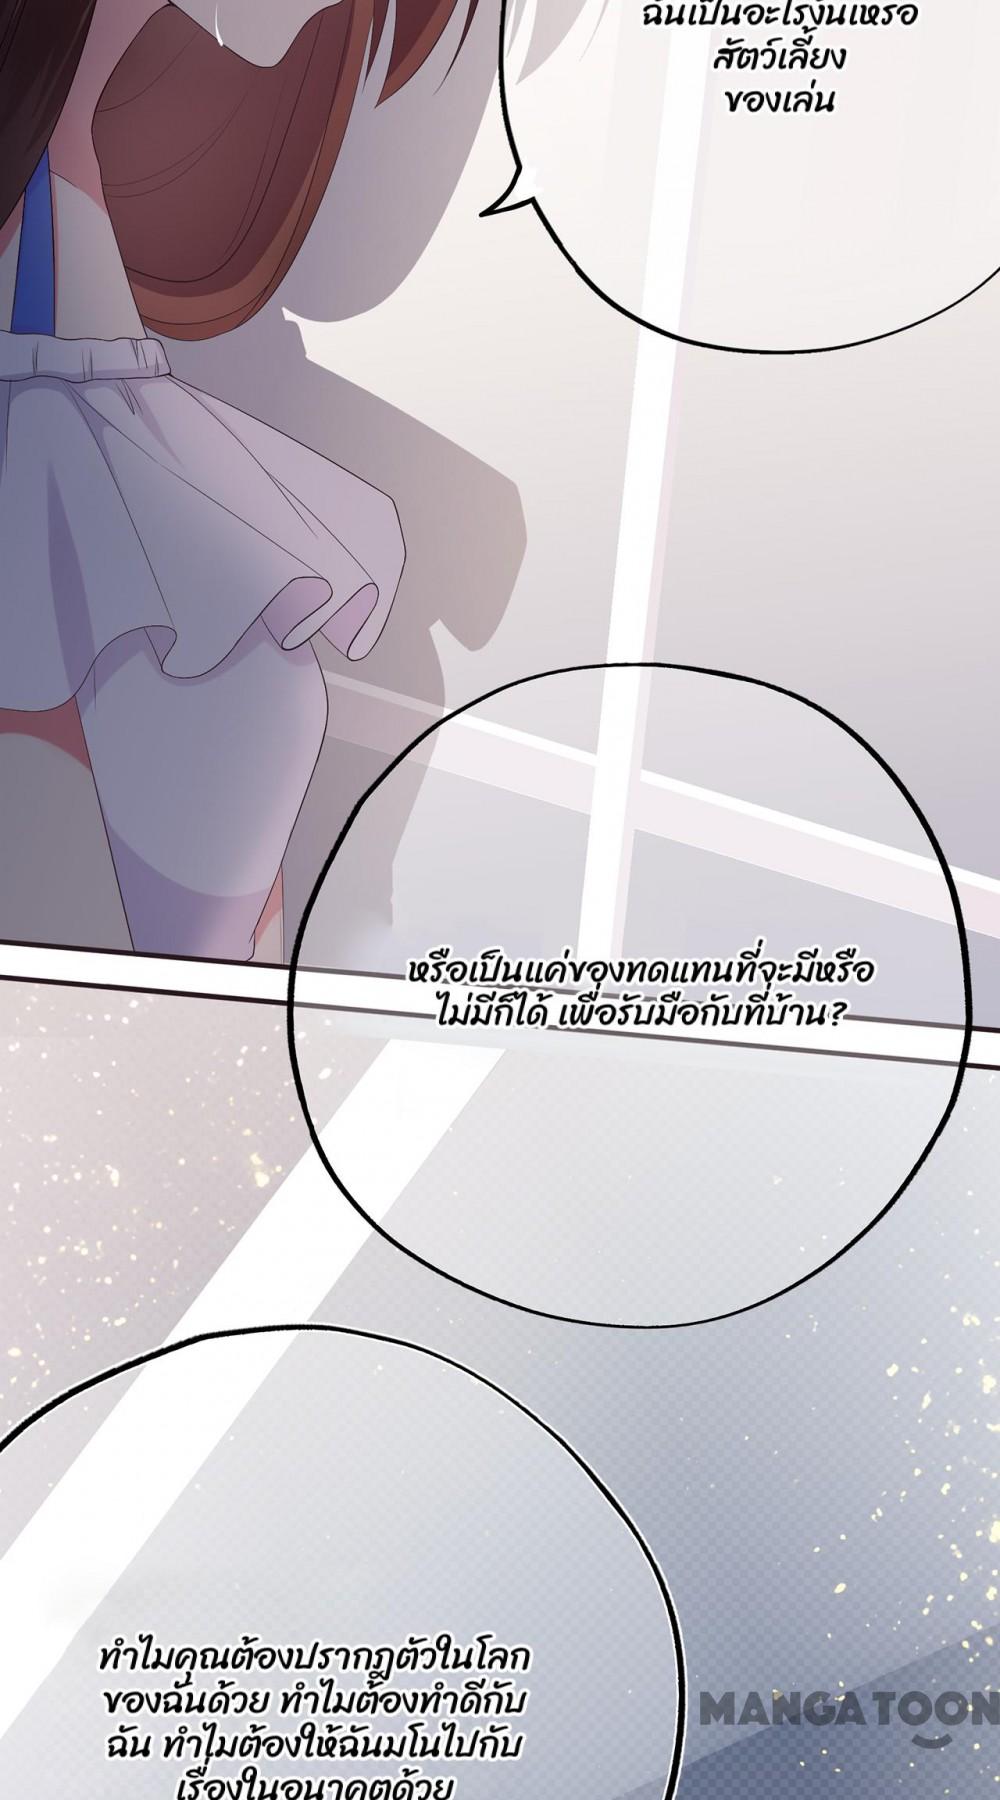 ฉันเป็นอะไรงั้นเหรอ
สัตว์เลี้ยง
ของเล่น
หรือเป็นแค่ของทดแทนที่จะมีหรือ
ไม่มีก็ได้ เพื่อรับมือกับที่บ้าน?
ทำไมคุณต้องปรากฏตัวในโลก
ของฉันด้วย ทำไมต้องทำดีกับ
ฉัน ทำไมต้องให้ฉันมโนไปกับ
เรื่องในอนาคตด้วย
MANGATOON